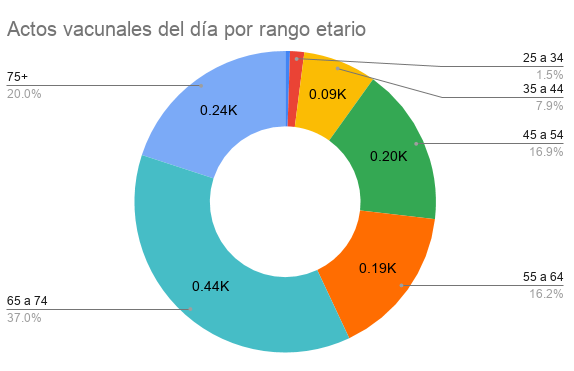 Actos vacunales del día por rango etario
25 a 34
1.5%
35 a 44
7.9%
45 a 54
16.9%
55 a 64
16.2%
65 a 74
37.0%
75+
20.0%
0.09K
0.20K
0.19K
0.44K
0.24K